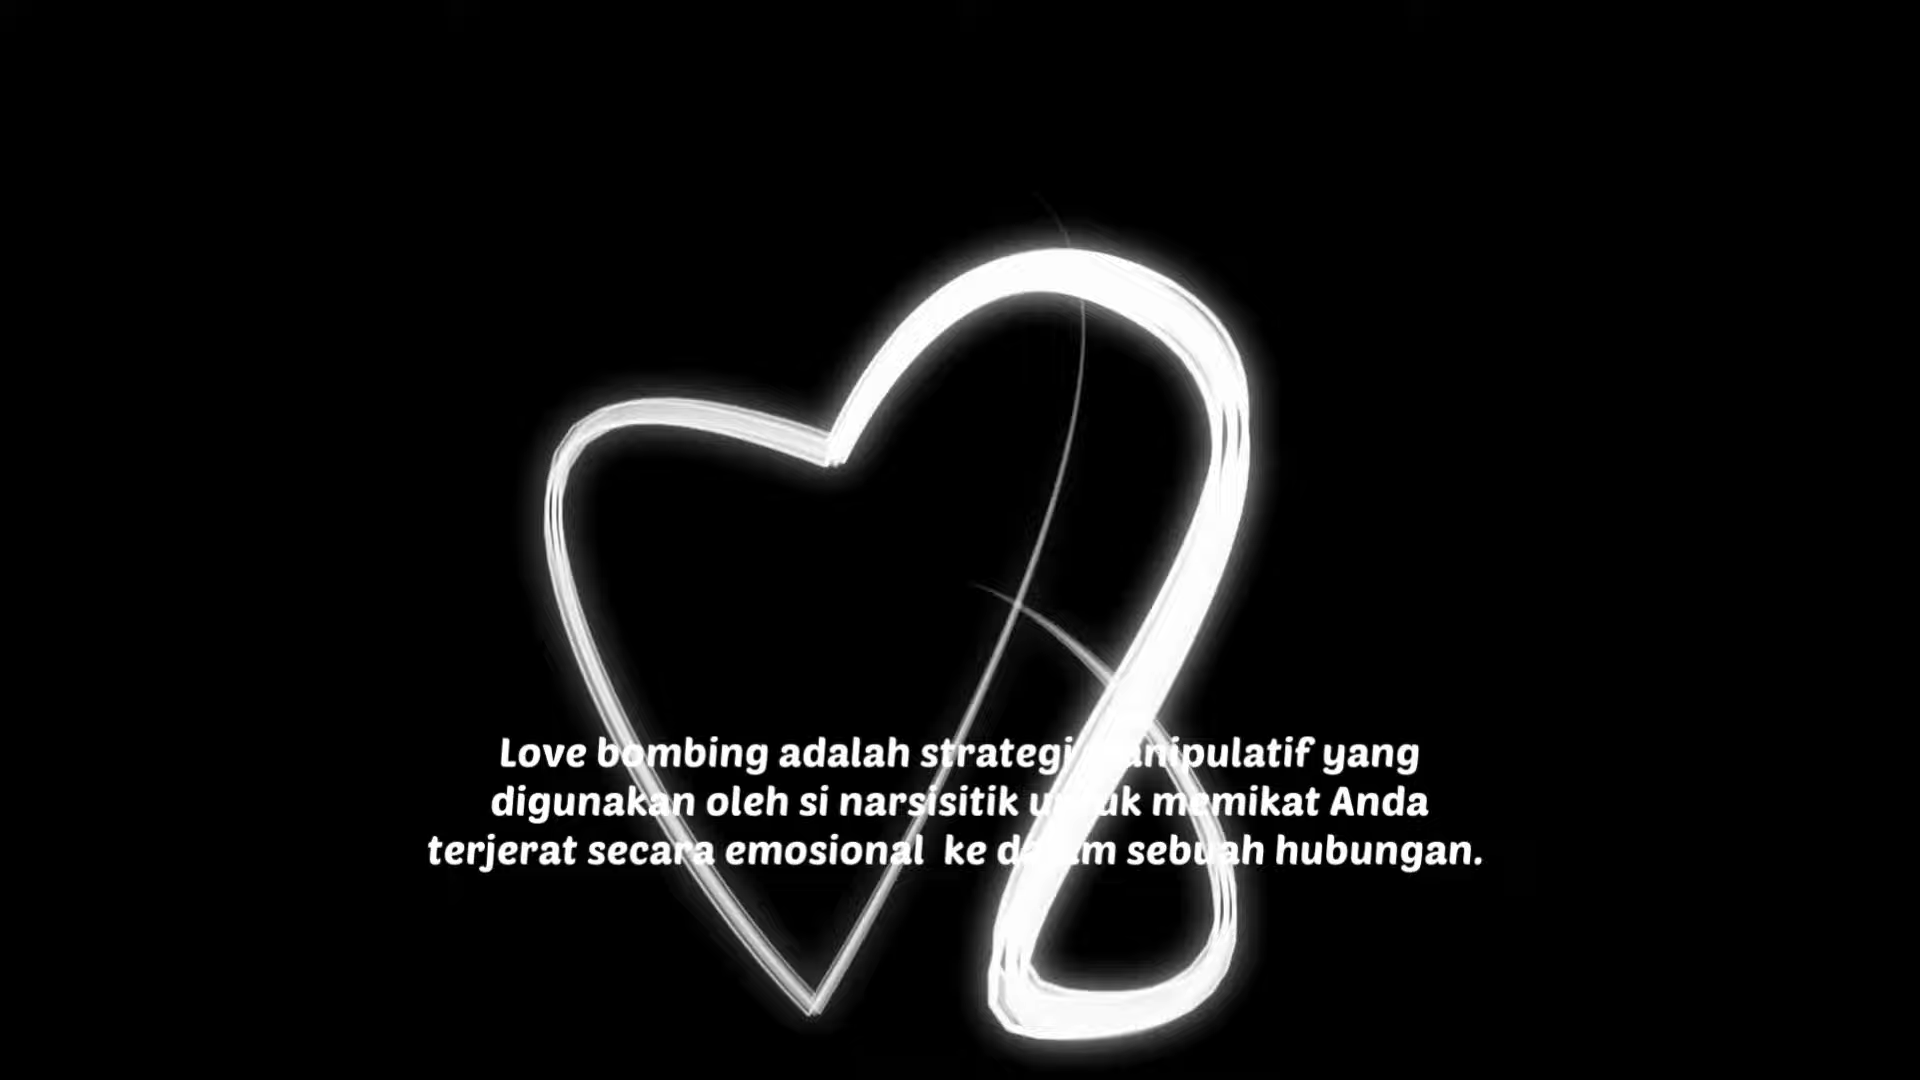 Love bombing adalah strategi manipulatif yang
digunakan oleh si narsisitik untuk memikat Anda
terjerat secara emosional ke dalam sebuah hubungan.